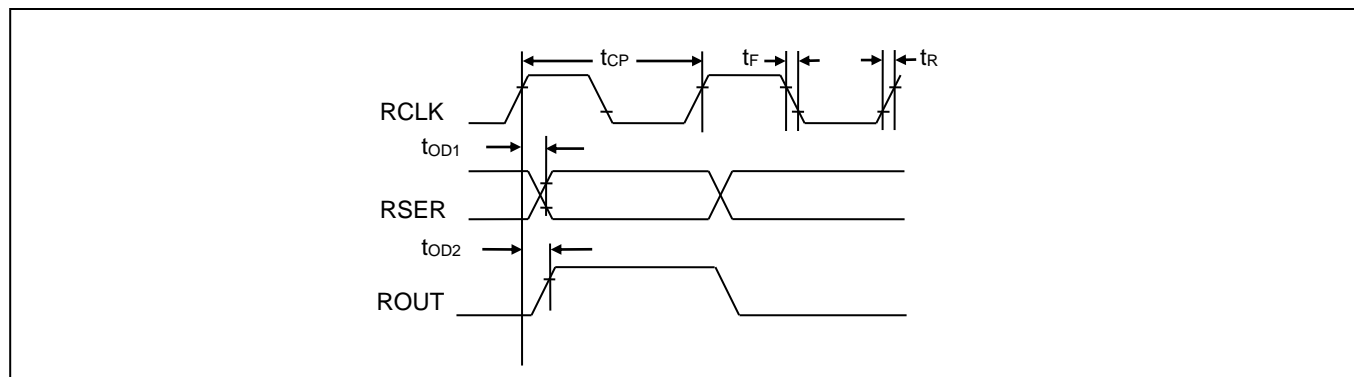 tCP
tF
tR
RCLK
tOD1
RSER
tOD2
ROUT